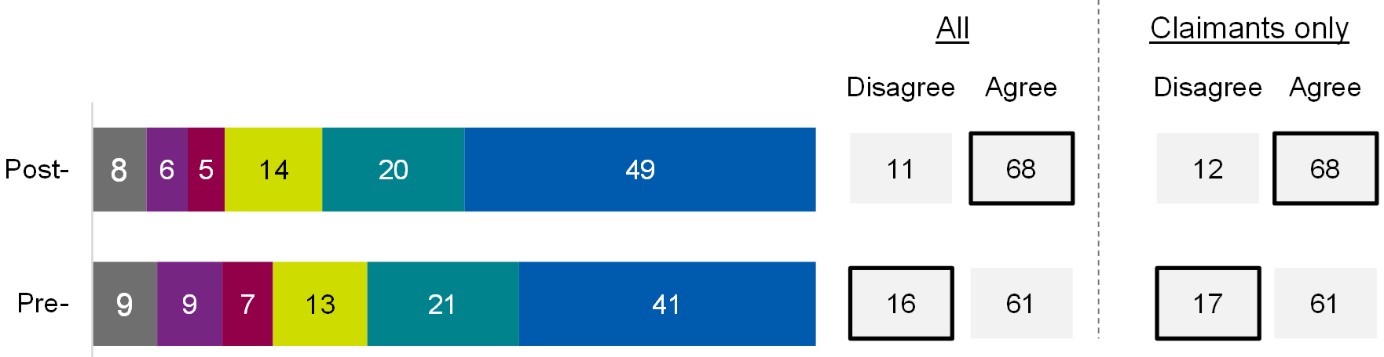 All Claimants only
Disagree Agree Disagree Agree
Post- 8 6 5 14 20 49 11 68 12 68
Pre- 9 9 7 13 21 41 16 61 17 61